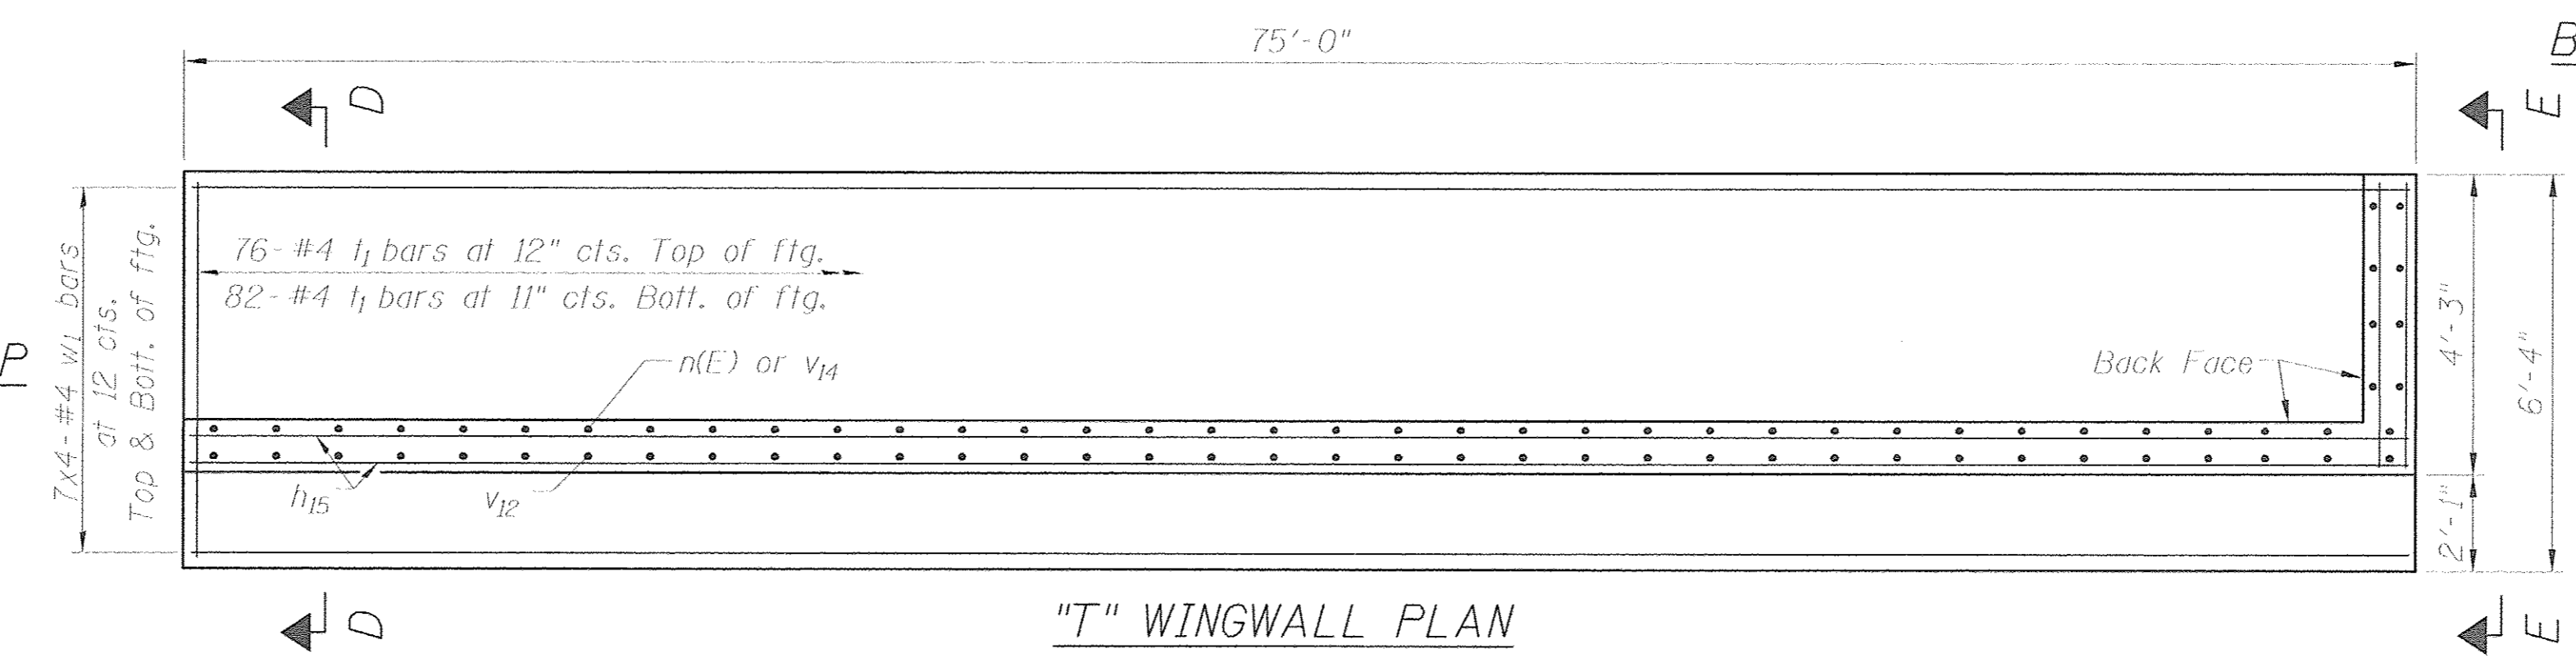 75'-0"
B
D
E
76-#4 t1 bars at 12" cts. Top of ftg.
82-#4 t1 bars at 11" cts. Bott. of ftg.
7x4-#4 w1 bars
at 12 cts.
Top & Bott. of ftg.
P
n(E) or v14
Back Face
4'-3"
6'-4"
h15
v12
2'-1"
D
"T" WINGWALL PLAN
E